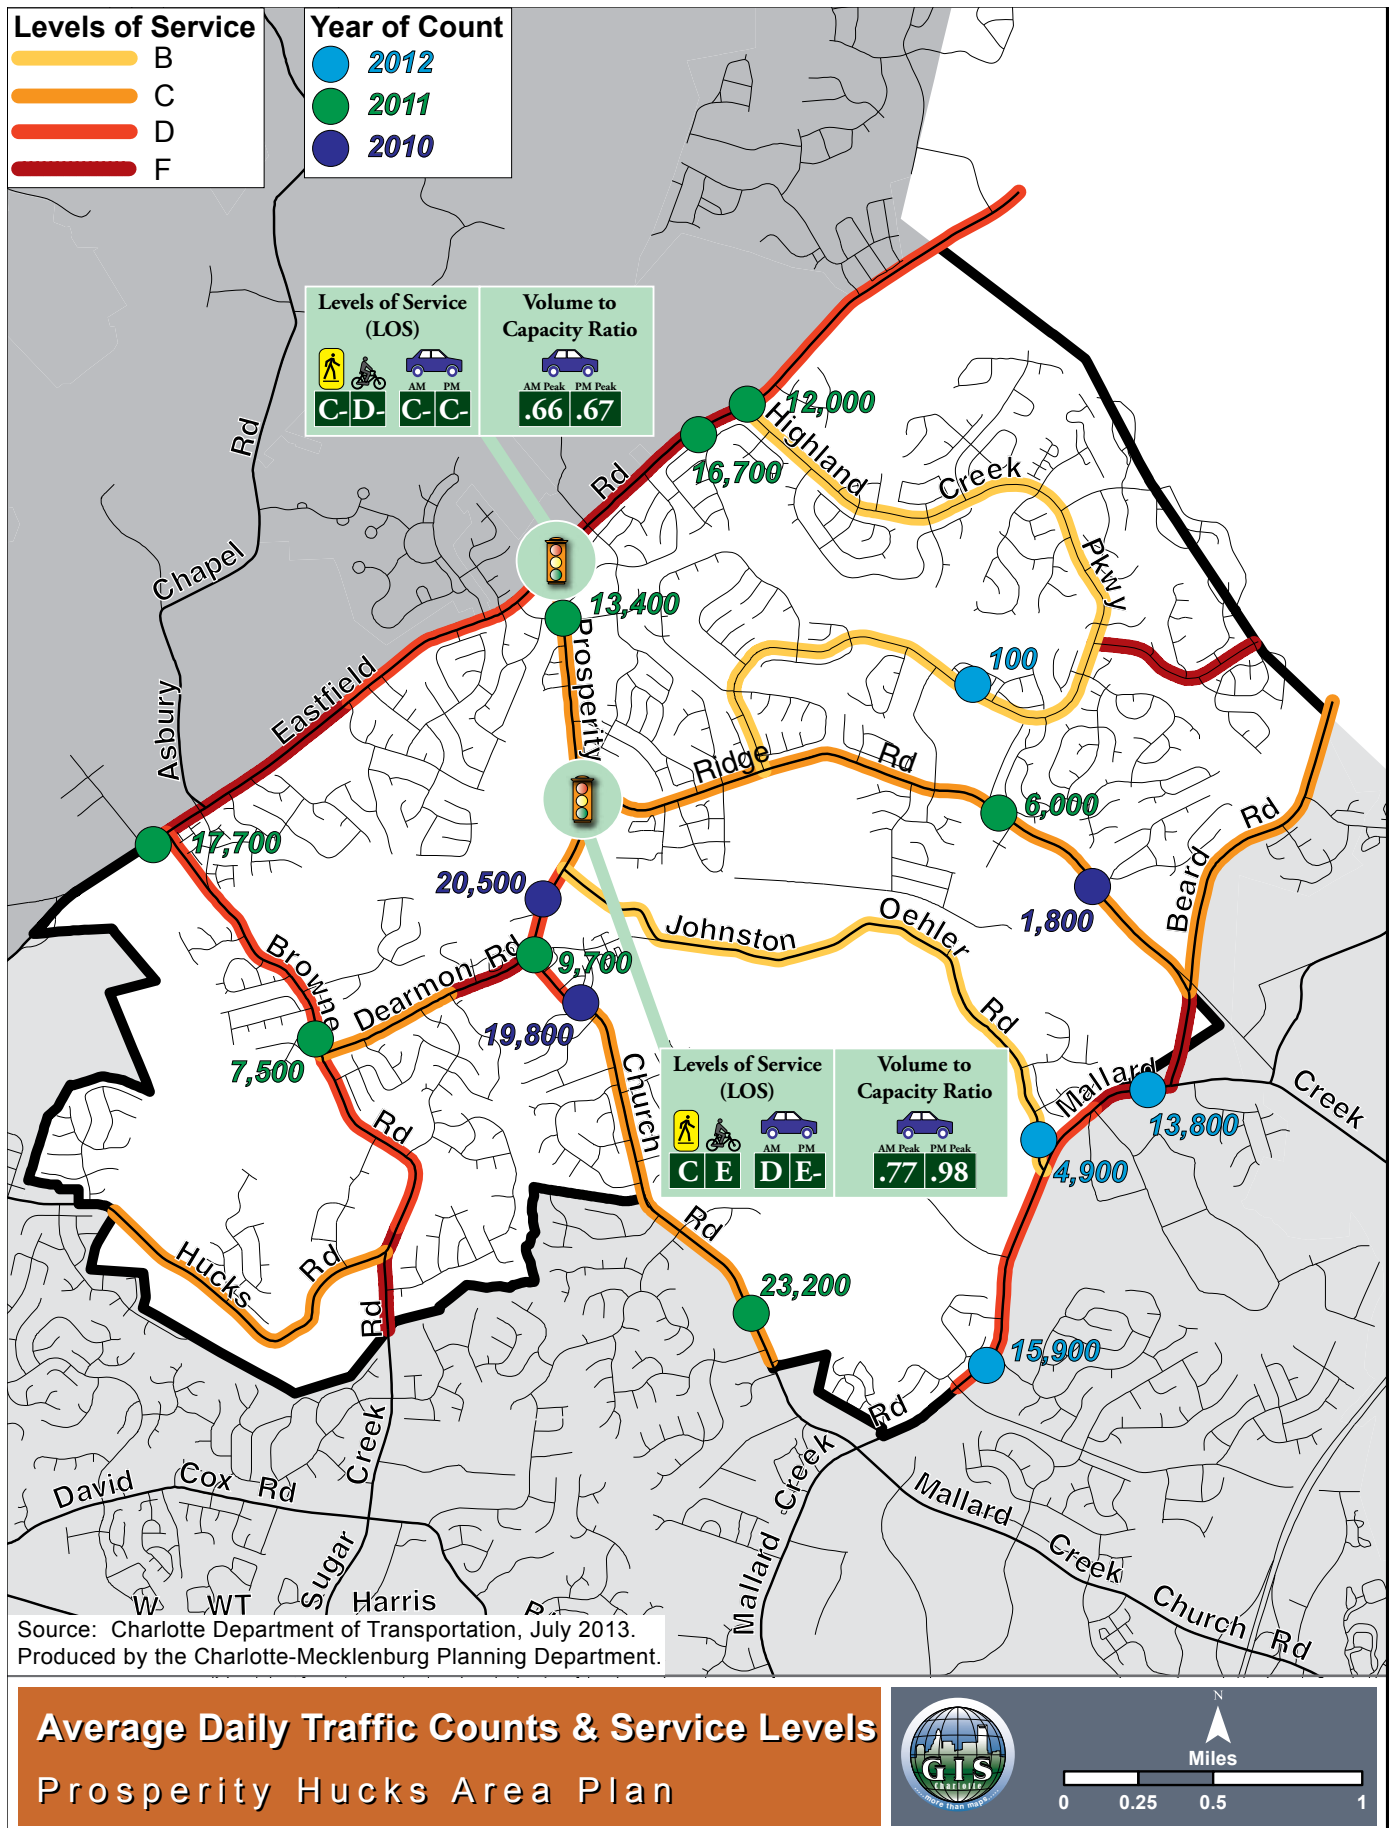 Levels of Service
B
C
D
F
Year of Count
2012
2011
2010
Levels of Service
(LOS)
AM PM
C- D- C- C-
Volume to
Capacity Ratio
AM Peak PM Peak
.66 .67
Rd
12,000
Highland
Creek
Pkwy
16,700
Rd
Chapel
Asbury
Eastfield
13,400
Prosperity
100
Ridge
Rd
6,000
Rd
Beard
17,700
20,500
1,800
Johnston
Oehler
Rd
Browne
Dearmon Rd
9,700
19,800
7,500
Rd
Church
Levels of Service
(LOS)
AM PM
C E D E-
Volume to
Capacity Ratio
AM Peak PM Peak
.77 .98
Mallard
Creek
13,800
4,900
Rd
Hucks
Rd
Rd
23,200
15,900
Rd
Creek
Mallard
Creek
Sugar
David
Cox
Rd
W
WT
Harris
Mallard
Creek
Church
Rd
Source: Charlotte Department of Transportation, July 2013.
Produced by the Charlotte-Mecklenburg Planning Department.
Average Daily Traffic Counts & Service Levels
Prosperity Hucks Area Plan
GIS
Charlotte
.....more than maps.....
N
Miles
0 0.25 0.5 1